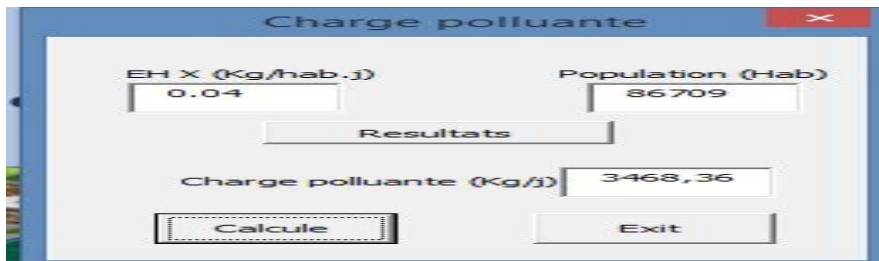 Charge polluante
EH X (Kg/hab.j) Population (Hab)
0.04 86709
Resultats
Charge polluante (Kg/j) 3468,36
Calcule Exit